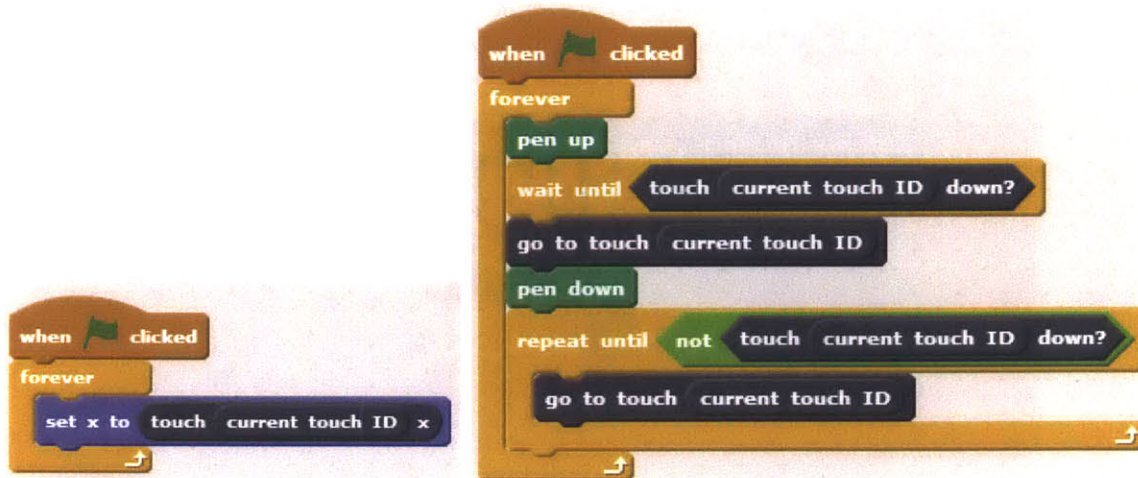 when clicked
forever
set x to touch current touch ID x
when clicked
forever
pen up
wait until touch current touch ID down?
go to touch current touch ID
pen down
repeat until not touch current touch ID down?
go to touch current touch ID